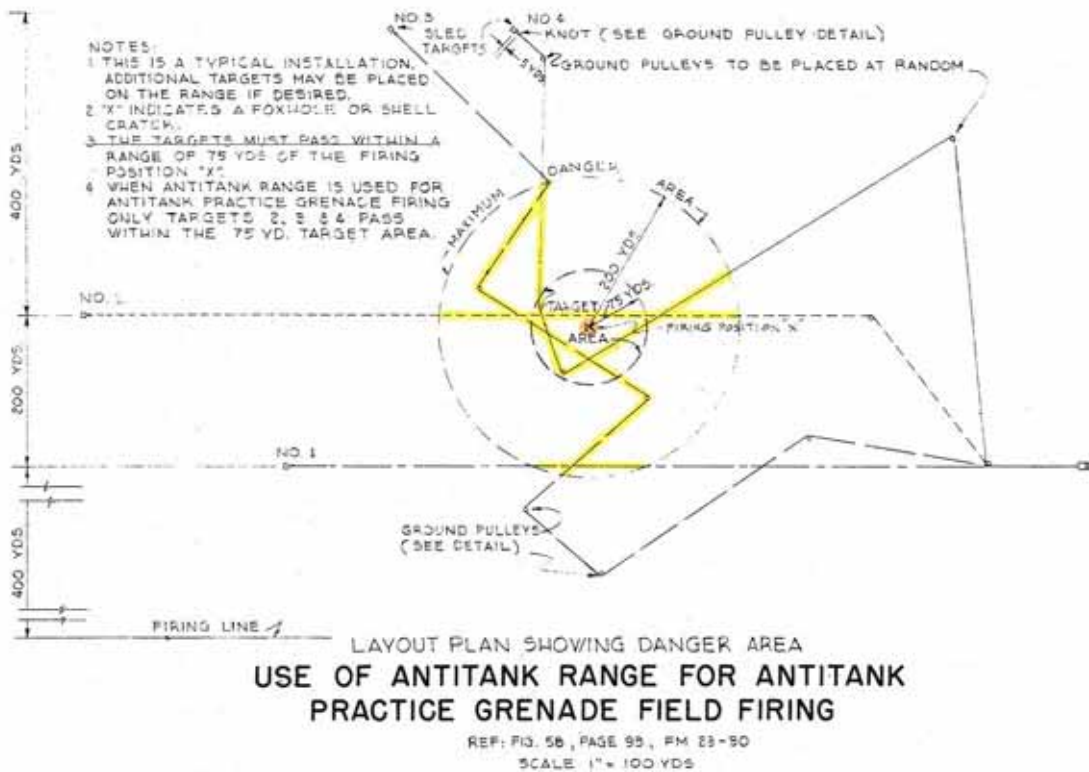 NO. 3
NO. 4
SLED
TARGETS
KNOT (SEE GROUND PULLEY DETAIL)
5 YDS
GROUND PULLEYS TO BE PLACED AT RANDOM
NOTES:
1 THIS IS A TYPICAL INSTALLATION,
ADDITIONAL TARGETS MAY BE PLACED
ON THE RANGE IF DESIRED.
2 "X" INDICATES A FOXHOLE OR SHELL
CRATER.
3 THE TARGETS MUST PASS WITHIN A
RANGE OF 75 YDS OF THE FIRING
POSITION "X".
4 WHEN ANTITANK RANGE IS USED FOR
ANTITANK PRACTICE GRENADE FIRING
ONLY TARGETS 2, 3 & 4 PASS
WITHIN THE 75 YD. TARGET AREA.
400 YDS
MAXIMUM
DANGER
AREA
200 YDS.
NO. 2
TARGET
75 YDS.
X
FIRING POSITION "X"
AREA
200 YDS
NO. 1
GROUND PULLEYS
(SEE DETAIL)
400 YDS
FIRING LINE
LAYOUT PLAN SHOWING DANGER AREA
USE OF ANTITANK RANGE FOR ANTITANK
PRACTICE GRENADE FIELD FIRING
REF: FIG. 58, PAGE 95, FM 23-30
SCALE 1" = 100 YDS